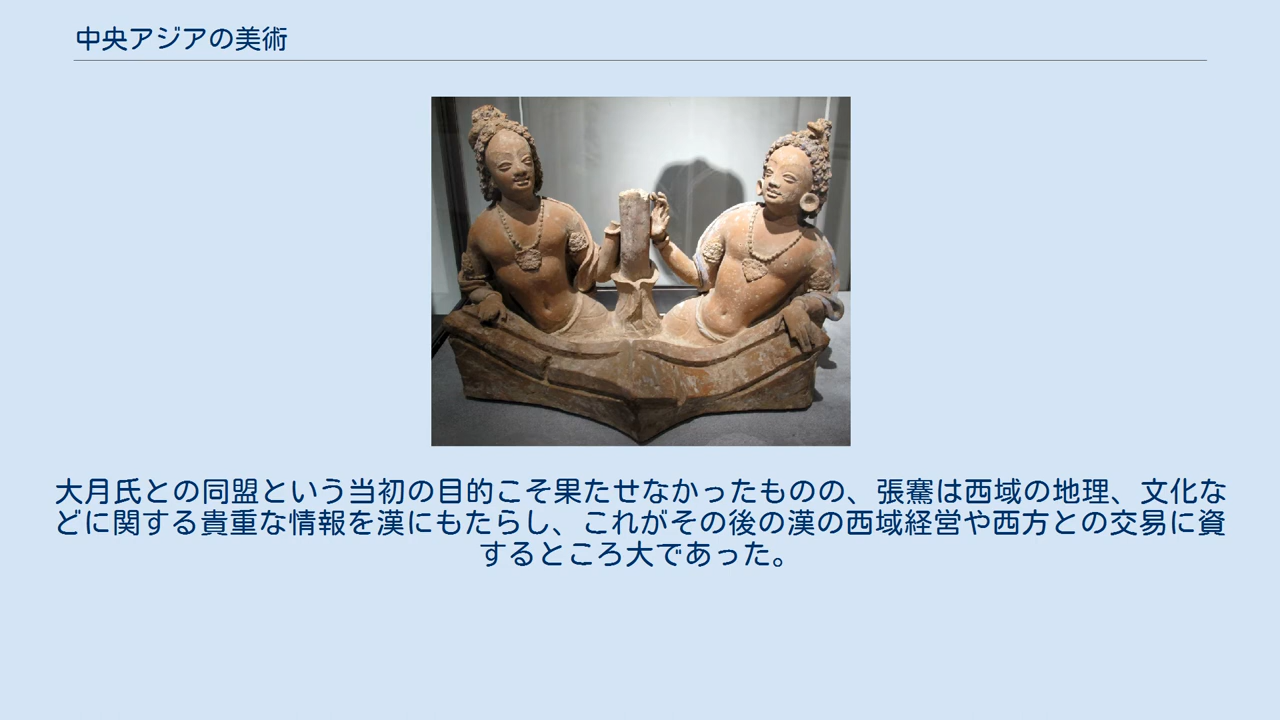 中央アジアの美術
大月氏との同盟という当初の目的こそ果たせなかったものの、張騫は西域の地理、文化な
どに関する貴重な情報を漢にもたらし、これがその後の漢の西域経営や西方との交易に資
するところ大であった。